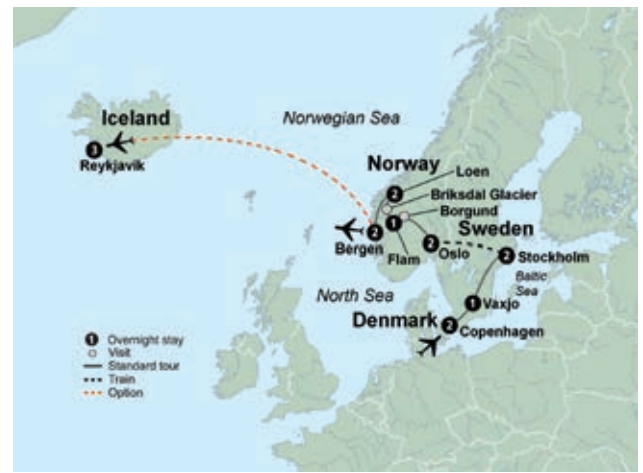 Iceland
3
Reykjavik
Norwegian Sea
Norway
2
Loen
Briksdal Glacier
1
Borgund
Sweden
2
Bergen
Flam
2
Oslo
2
Stockholm
Baltic
Sea
North Sea
1
Vaxjo
Denmark
2
Copenhagen
1 Overnight stay
Visit
Standard tour
Train
Option